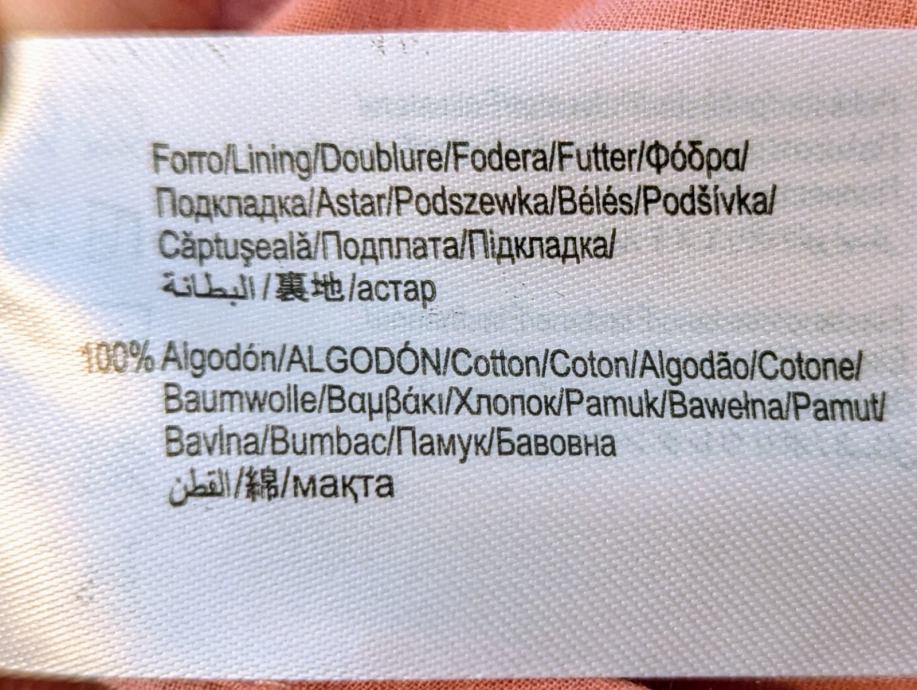 Forro/Lining/Doublure/Fodera/Futter/Φόδρα/
Подкладка/Astar/Podszewka/Bélés/Podšívka/
Căptuşeală/Подплата/Підкладка/
البطانة/裏地/астар
100% Algodón/ALGODÓN/Cotton/Coton/Algodão/Cotone/
Baumwolle/Βαμβάκι/Хлопок/Pamuk/Bawełna/Pamut/
Bavlna/Bumbac/Памук/Бавовна
القطن/綿/мақта